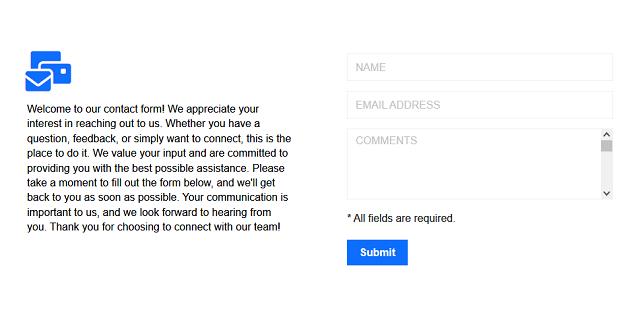 Welcome to our contact form! We appreciate your
interest in reaching out to us. Whether you have a
question, feedback, or simply want to connect, this is the
place to do it. We value your input and are committed to
providing you with the best possible assistance. Please
take a moment to fill out the form below, and we'll get
back to you as soon as possible. Your communication is
important to us, and we look forward to hearing from
you. Thank you for choosing to connect with our team!
NAME
EMAIL ADDRESS
COMMENTS
* All fields are required.
Submit